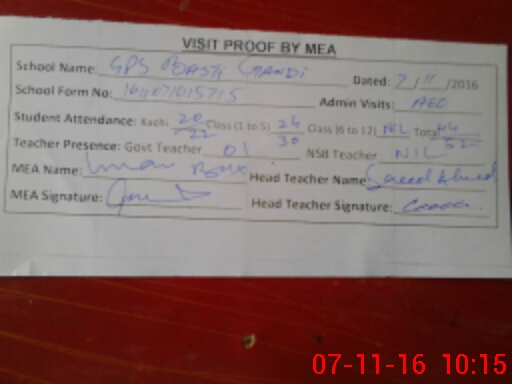 VISIT PROOF BY MEA
School Name: GPS BASTI GANDI Dated: 7/11/2016
School Form No: Admin Visits: AEO
Student Attendance: Kachi 20/22 Class (1 to 5) 24/30 Class (6 to 12) NIL Total 44/52
Teacher Presence: Govt Teacher 01 NSB Teacher NIL
MEA Name: Head Teacher Name Saeed Ahmed
MEA Signature: Head Teacher Signature:
07-11-16 10:15